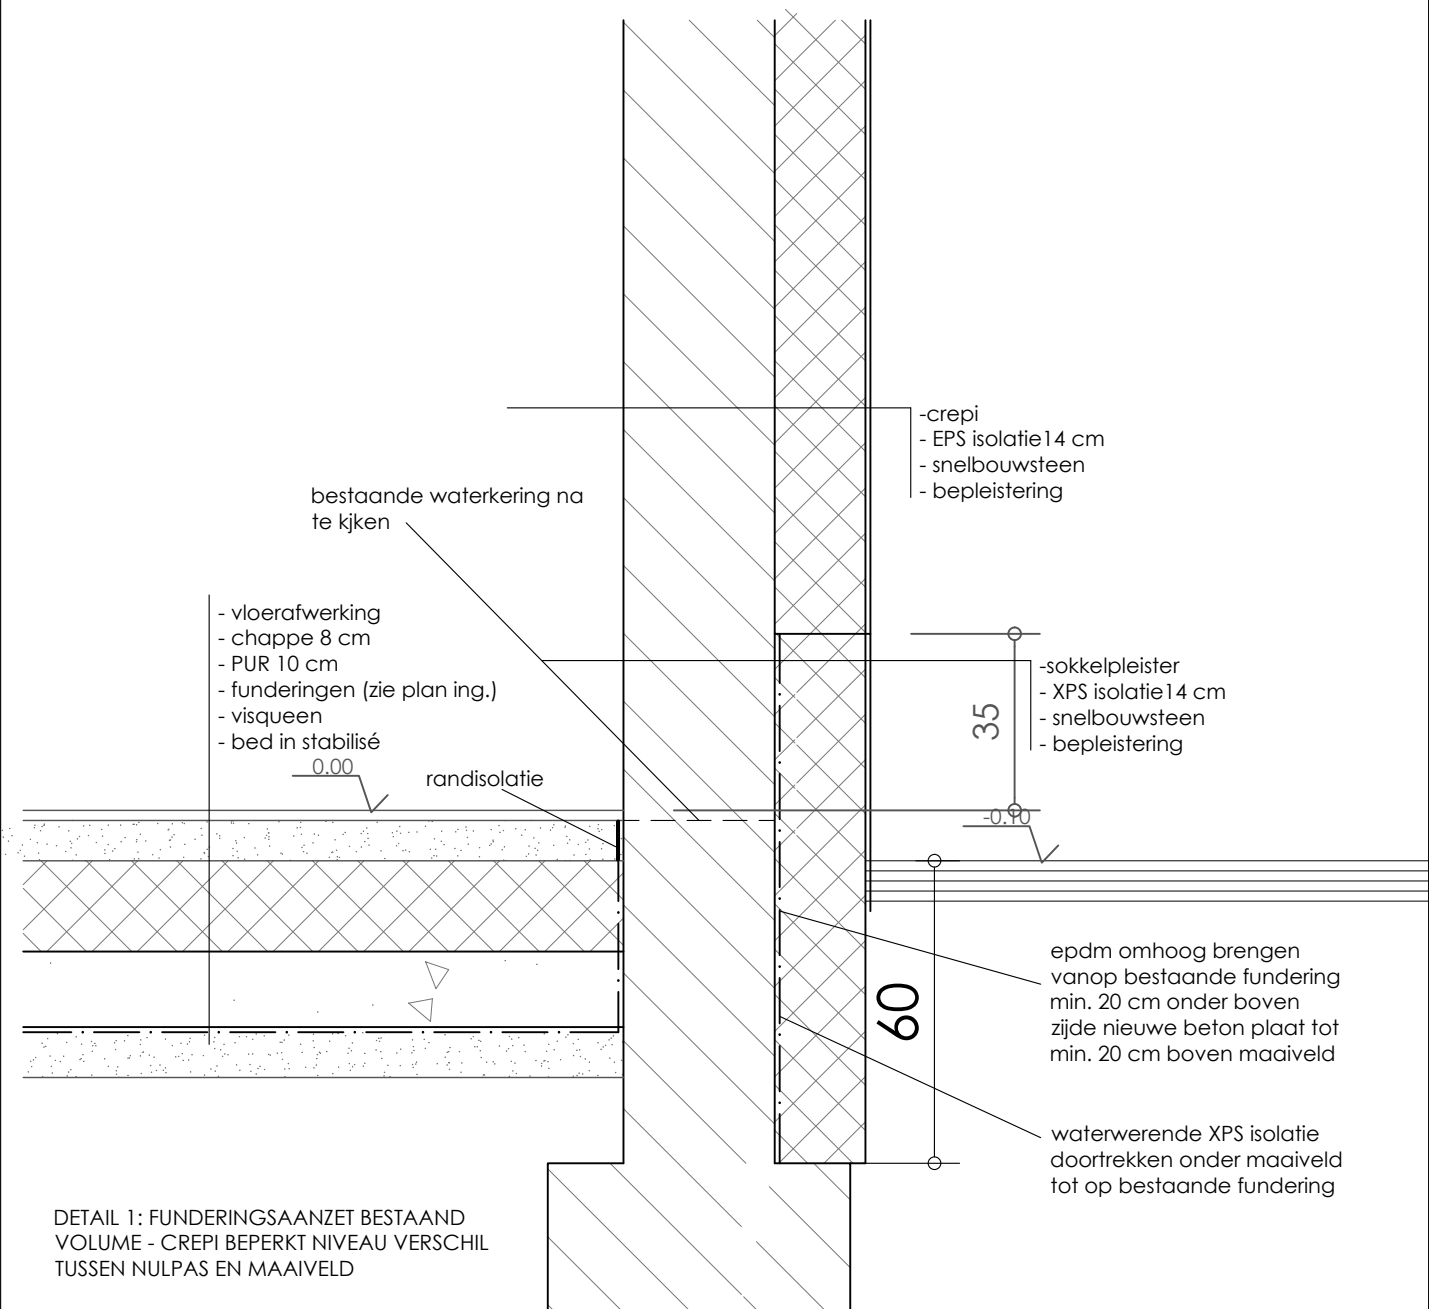 -crepi
- EPS isolatie14 cm
- snelbouwsteen
- bepleistering
bestaande waterkering na
te kjken
- vloerafwerking
- chappe 8 cm
- PUR 10 cm
- funderingen (zie plan ing.)
- visqueen
- bed in stabilisé
0.00
randisolatie
-sokkelpleister
- XPS isolatie14 cm
- snelbouwsteen
- bepleistering
35
-0.10
60
epdm omhoog brengen
vanop bestaande fundering
min. 20 cm onder boven
zijde nieuwe beton plaat tot
min. 20 cm boven maaiveld
waterwerende XPS isolatie
doortrekken onder maaiveld
tot op bestaande fundering
DETAIL 1: FUNDERINGSAANZET BESTAAND
VOLUME - CREPI BEPERKT NIVEAU VERSCHIL
TUSSEN NULPAS EN MAAIVELD